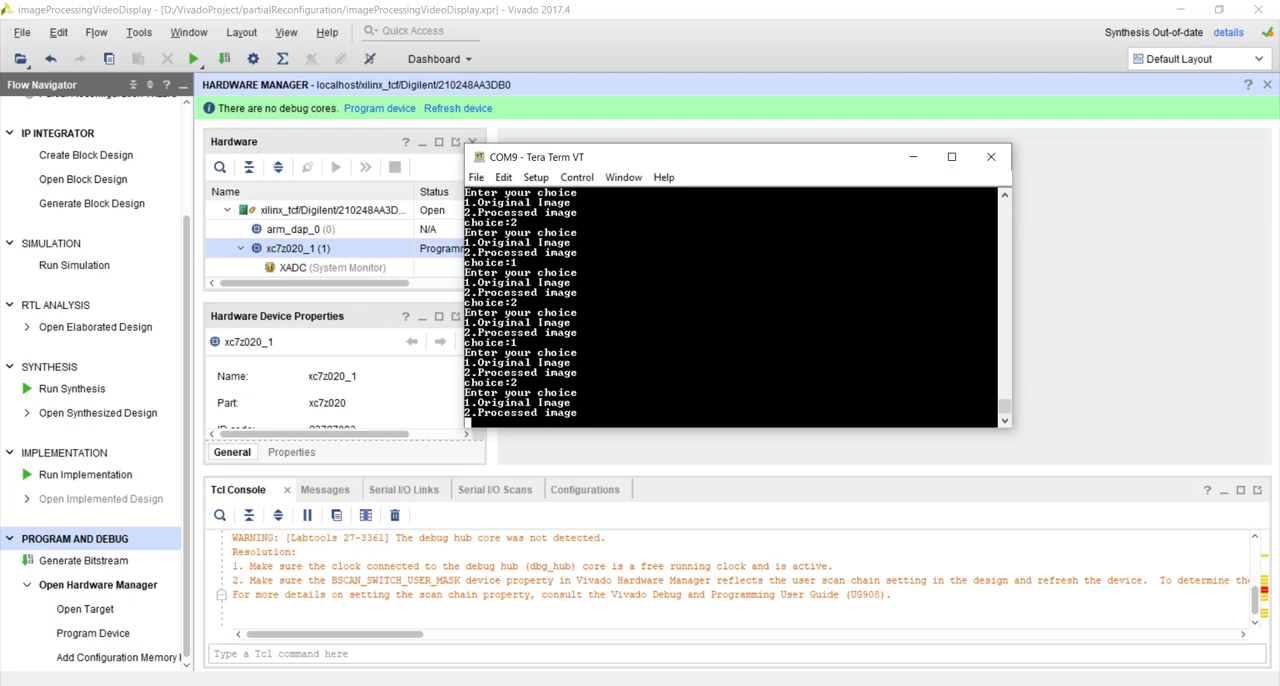 imageProcessingVideoDisplay - [D:/VivadoProject/partialReconfiguration/imageProcessingVideoDisplay.xpr] - Vivado 2017.4
File Edit Flow Tools Window Layout View Help Quick Access
Synthesis Out-of-date details
Dashboard
Default Layout
Flow Navigator
IP INTEGRATOR
Create Block Design
Open Block Design
Generate Block Design
SIMULATION
Run Simulation
RTL ANALYSIS
Open Elaborated Design
SYNTHESIS
Run Synthesis
Open Synthesized Design
IMPLEMENTATION
Run Implementation
Open Implemented Design
PROGRAM AND DEBUG
Generate Bitstream
Open Hardware Manager
Open Target
Program Device
Add Configuration Memory
HARDWARE MANAGER - localhost/xilinx_tcf/Digilent/210248AA3DB0
There are no debug cores. Program device Refresh device
Hardware
Name Status
xilinx_tcf/Digilent/210248AA3D... Open
arm_dap_0 (0) N/A
xc7z020_1 (1) Programm
XADC (System Monitor)
Hardware Device Properties
xc7z020_1
Name: xc7z020_1
Part: xc7z020
General Properties
COM9 - Tera Term VT
File Edit Setup Control Window Help
Enter your choice
1.Original Image
2.Processed image
choice:2
Enter your choice
1.Original Image
2.Processed image
choice:1
Enter your choice
1.Original Image
2.Processed image
choice:2
Enter your choice
1.Original Image
2.Processed image
choice:1
Enter your choice
1.Original Image
2.Processed image
choice:2
Enter your choice
1.Original Image
2.Processed image
Tcl Console Messages Serial I/O Links Serial I/O Scans Configurations
WARNING: [Labtools 27-3361] The debug hub core was not detected.
Resolution:
1. Make sure the clock connected to the debug hub (dbg_hub) core is a free running clock and is active.
2. Make sure the BSCAN_SWITCH_USER_MASK device property in Vivado Hardware Manager reflects the user scan chain setting in the design and refresh the device. To determine the
For more details on setting the scan chain property, consult the Vivado Debug and Programming User Guide (UG908).
Type a Tcl command here